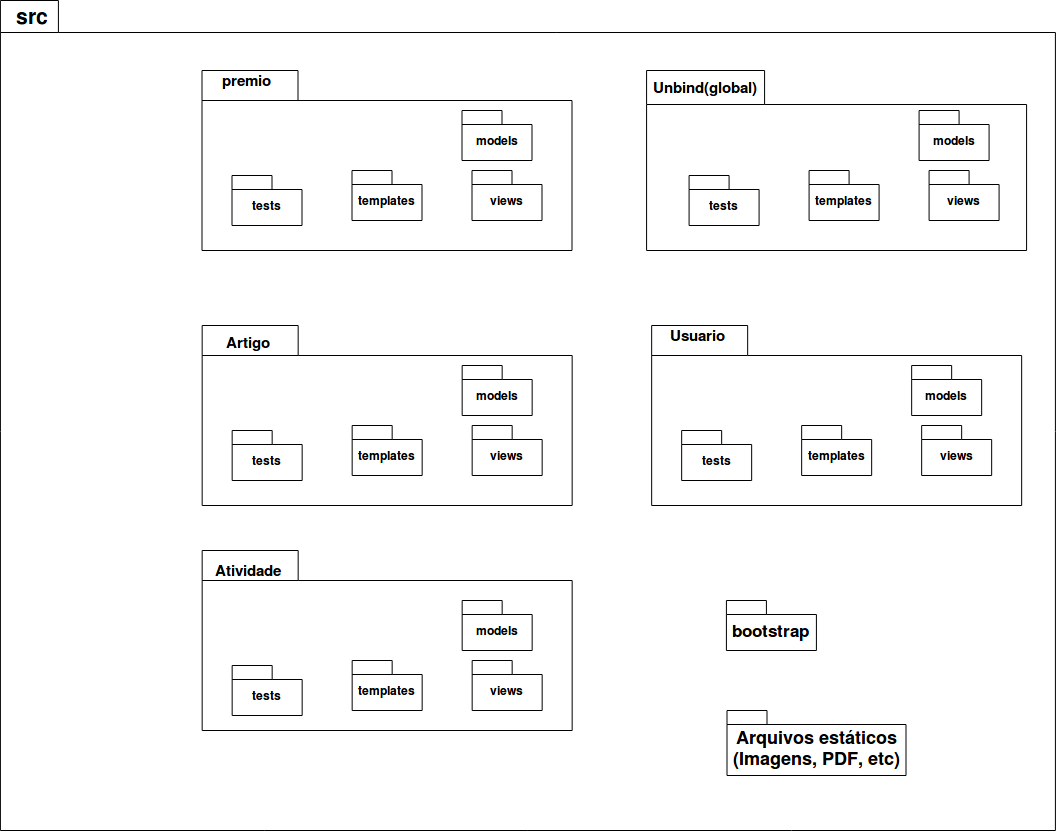 src
premio
models
tests
templates
views
Unbind(global)
models
tests
templates
views
Artigo
models
tests
templates
views
Usuario
models
tests
templates
views
Atividade
models
tests
templates
views
bootstrap
Arquivos estáticos
(Imagens, PDF, etc)